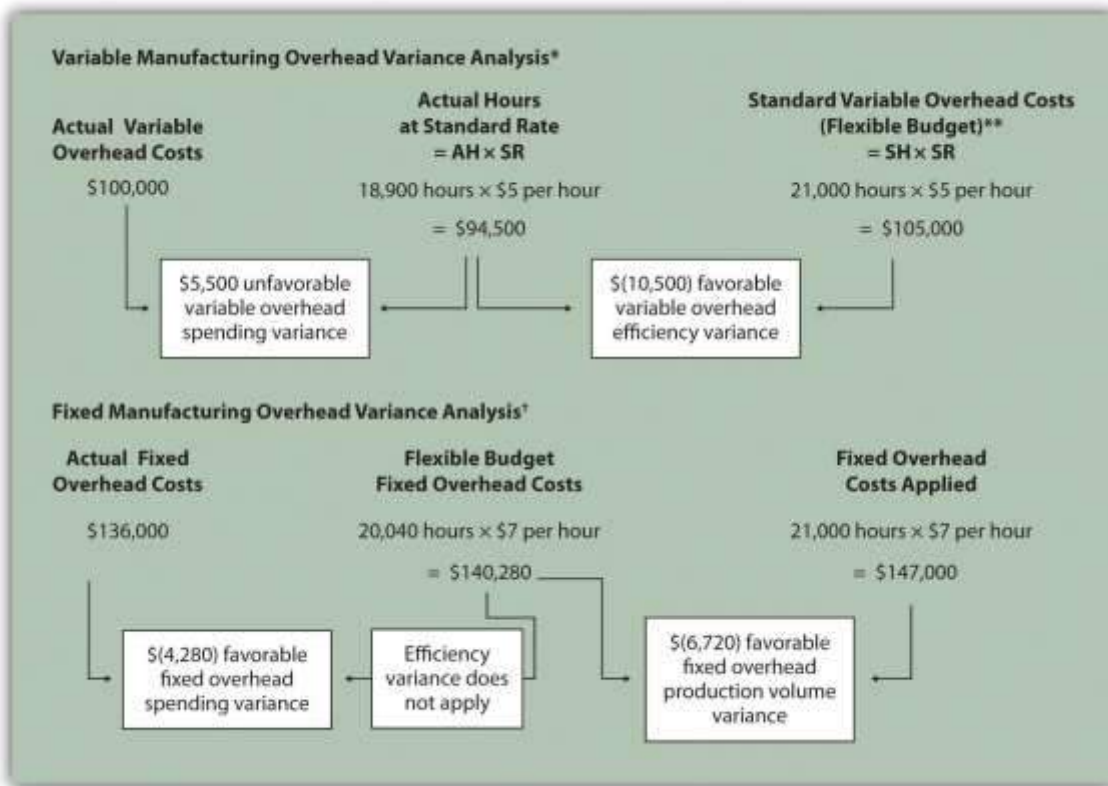 Variable Manufacturing Overhead Variance Analysis*
Actual Variable
Overhead Costs
$100,000
Actual Hours
at Standard Rate
= AH × SR
18,900 hours × $5 per hour
= $94,500
Standard Variable Overhead Costs
(Flexible Budget)**
= SH × SR
21,000 hours × $5 per hour
= $105,000
$5,500 unfavorable
variable overhead
spending variance
$(10,500) favorable
variable overhead
efficiency variance
Fixed Manufacturing Overhead Variance Analysis†
Actual Fixed
Overhead Costs
$136,000
Flexible Budget
Fixed Overhead Costs
20,040 hours × $7 per hour
= $140,280
Fixed Overhead
Costs Applied
21,000 hours × $7 per hour
= $147,000
$(4,280) favorable
fixed overhead
spending variance
Efficiency
variance does
not apply
$(6,720) favorable
fixed overhead
production volume
variance